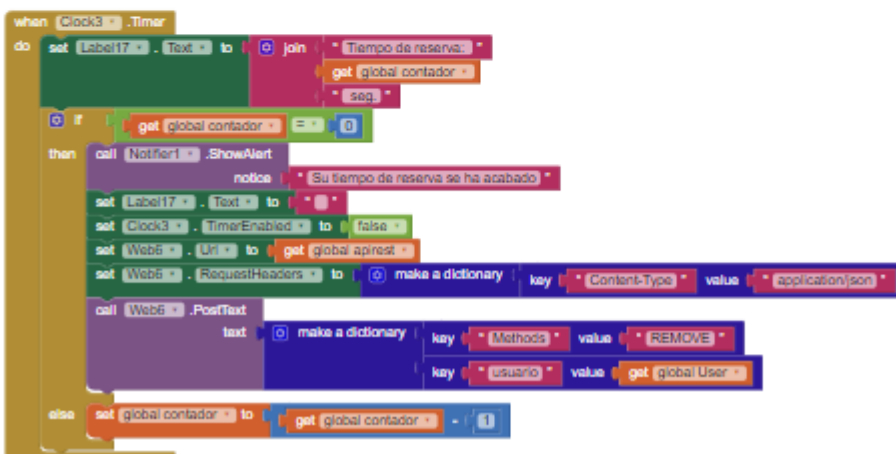 when Clock3 .Timer
do set Label17 . Text to join " Tiempo de reserva: "
get global contador
" seg. "
if get global contador = 0
then call Notifier1 .ShowAlert
notice " Su tiempo de reserva se ha acabado "
set Label17 . Text to " "
set Clock3 . TimerEnabled to false
set Web6 . Url to get global apirest
set Web6 . RequestHeaders to make a dictionary key " Content-Type " value " application/json "
call Web6 .PostText
text make a dictionary key " Methods " value " REMOVE "
key " usuario " value get global User
else set global contador to get global contador - 1